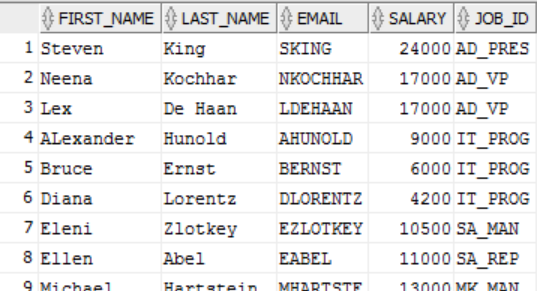 FIRST_NAME LAST_NAME EMAIL SALARY JOB_ID
1 Steven King SKING 24000 AD_PRES
2 Neena Kochhar NKOCHHAR 17000 AD_VP
3 Lex De Haan LDEHAAN 17000 AD_VP
4 ALexander Hunold AHUNOLD 9000 IT_PROG
5 Bruce Ernst BERNST 6000 IT_PROG
6 Diana Lorentz DLORENTZ 4200 IT_PROG
7 Eleni Zlotkey EZLOTKEY 10500 SA_MAN
8 Ellen Abel EABEL 11000 SA_REP
9 Michael Hartstein MHARTSTE 13000 MK_MAN